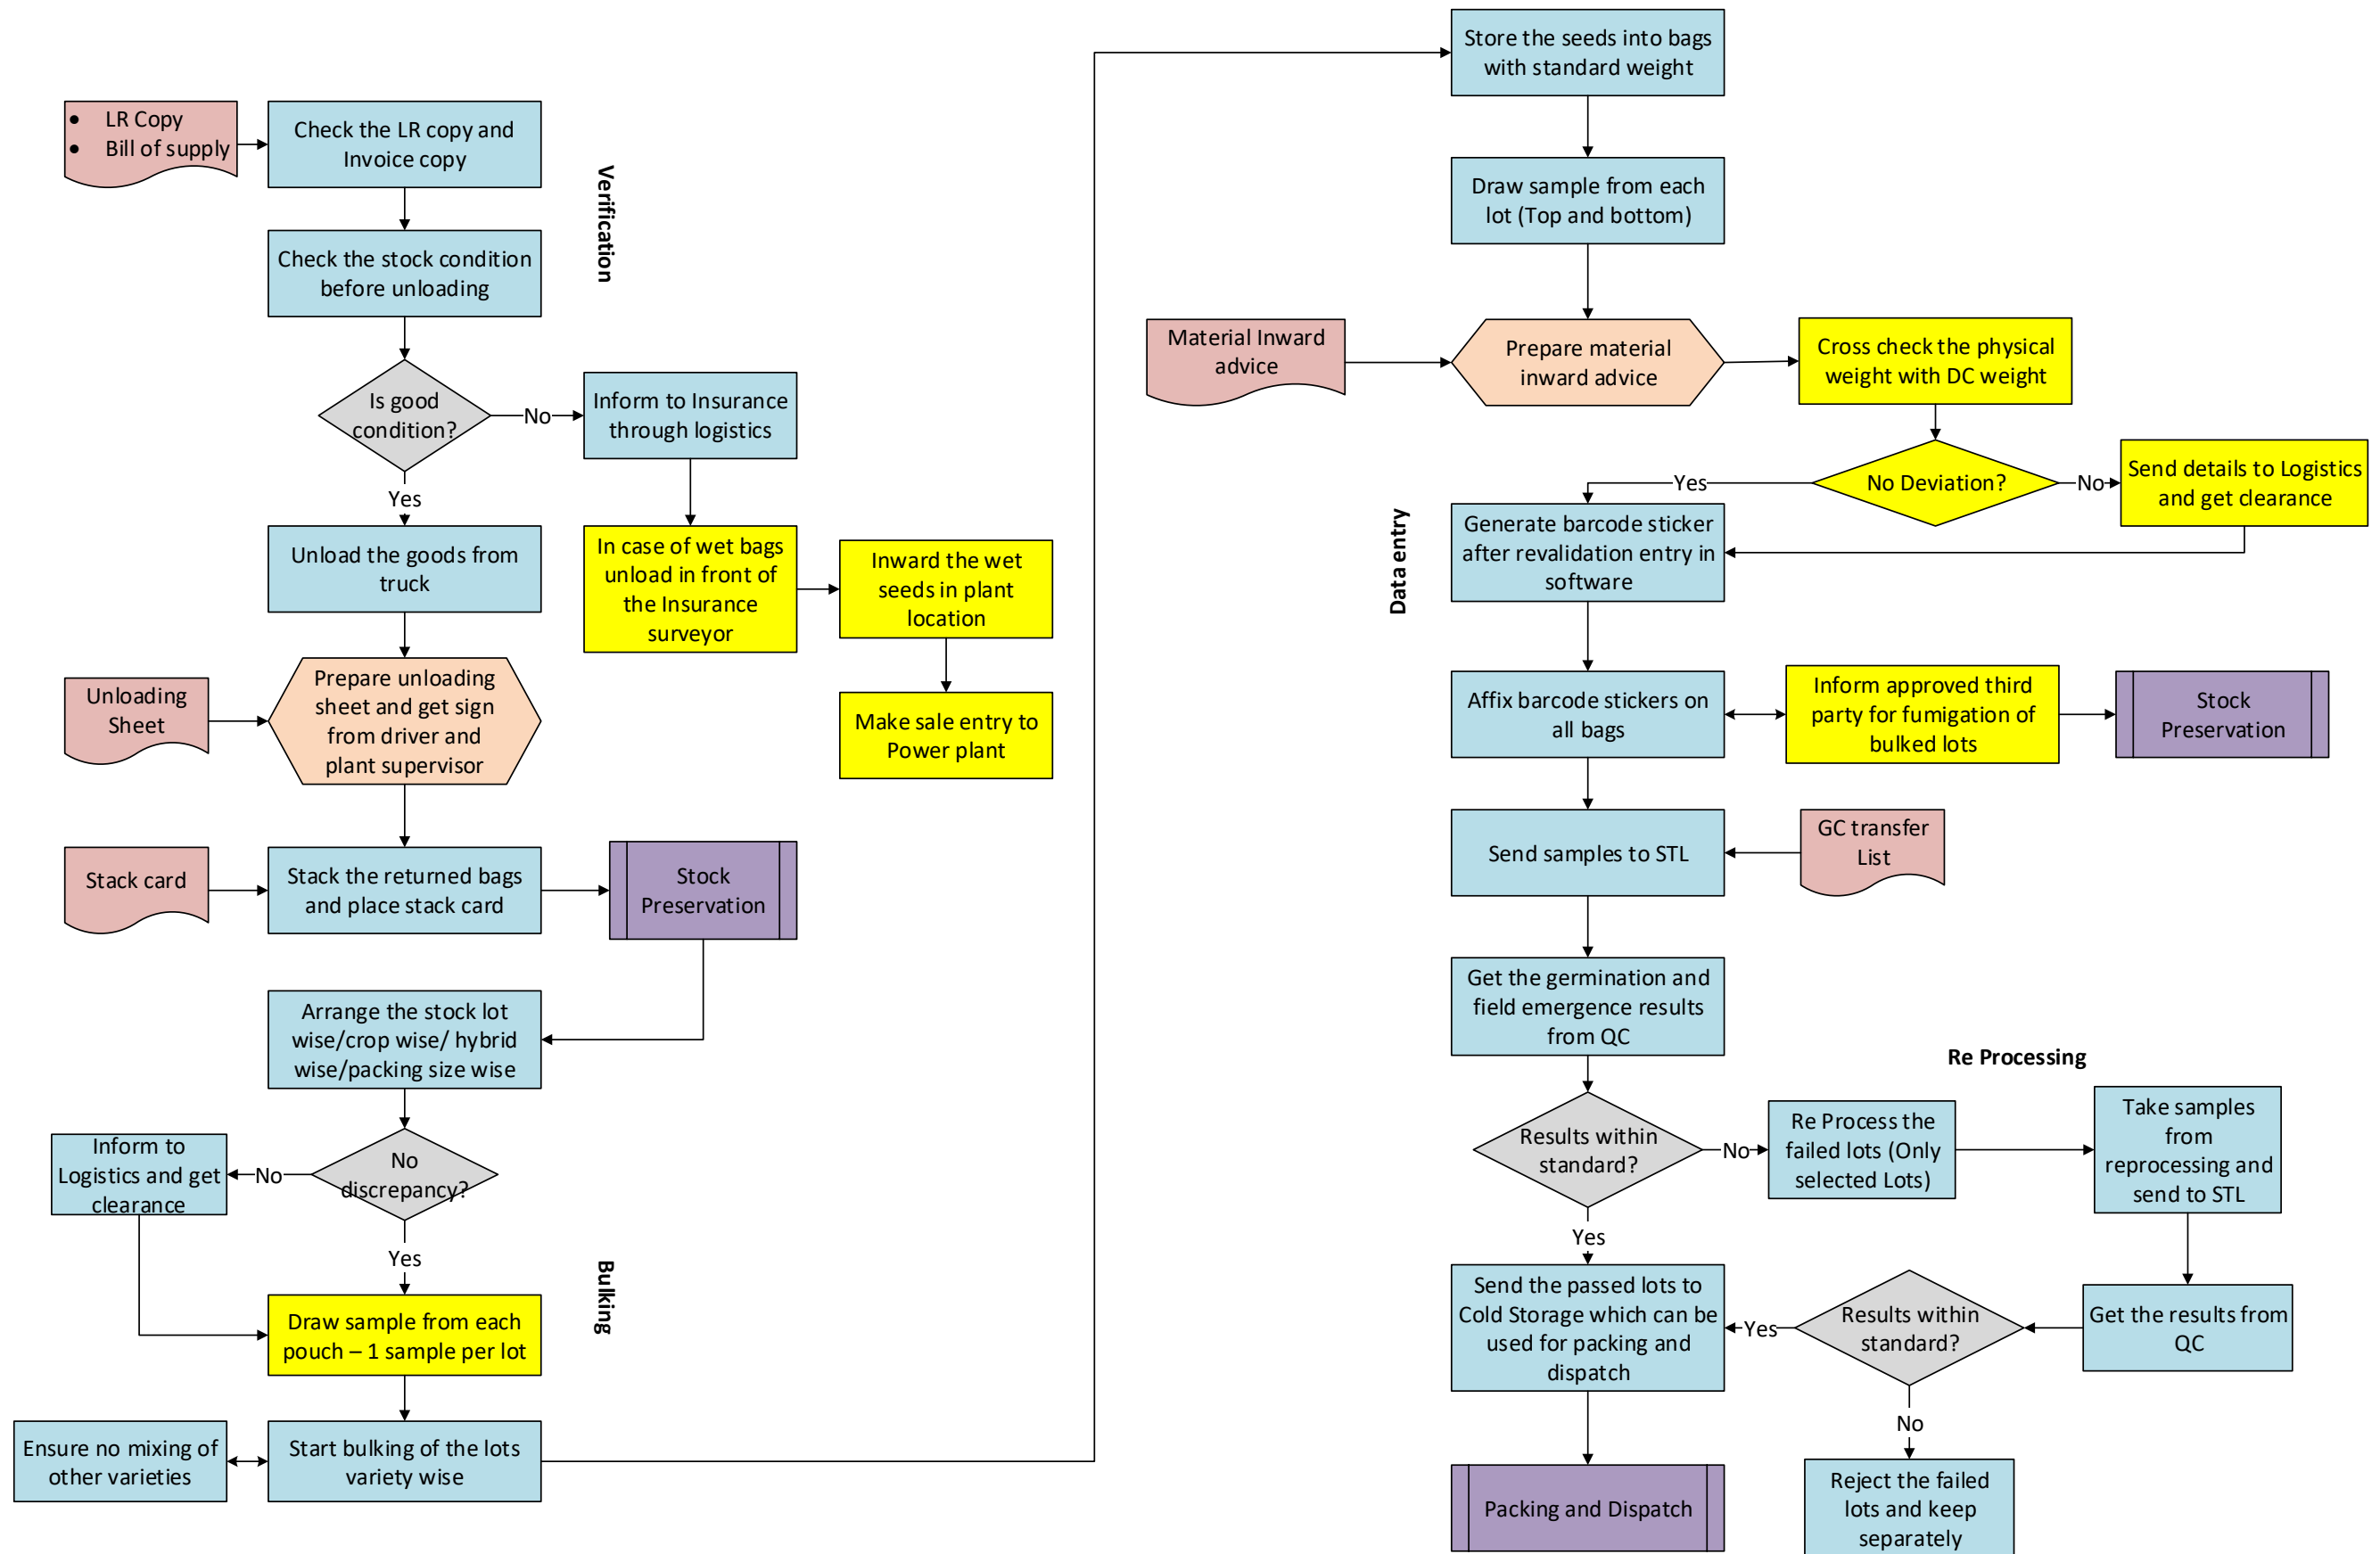 • LR Copy
• Bill of supply
Check the LR copy and
Invoice copy
Verification
Check the stock condition
before unloading
Is good
condition?
No
Inform to Insurance
through logistics
Yes
Unload the goods from
truck
In case of wet bags
unload in front of
the Insurance
surveyor
Inward the wet
seeds in plant
location
Make sale entry to
Power plant
Unloading
Sheet
Prepare unloading
sheet and get sign
from driver and
plant supervisor
Stack card
Stack the returned bags
and place stack card
Stock
Preservation
Arrange the stock lot
wise/crop wise/ hybrid
wise/packing size wise
No
discrepancy?
No
Inform to
Logistics and get
clearance
Yes
Bulking
Draw sample from each
pouch – 1 sample per lot
Ensure no mixing of
other varieties
Start bulking of the lots
variety wise
Store the seeds into bags
with standard weight
Draw sample from each
lot (Top and bottom)
Material Inward
advice
Prepare material
inward advice
Cross check the physical
weight with DC weight
No Deviation?
No
Send details to Logistics
and get clearance
Yes
Data entry
Generate barcode sticker
after revalidation entry in
software
Affix barcode stickers on
all bags
Inform approved third
party for fumigation of
bulked lots
Stock
Preservation
Send samples to STL
GC transfer
List
Get the germination and
field emergence results
from QC
Re Processing
Results within
standard?
No
Re Process the
failed lots (Only
selected Lots)
Take samples
from
reprocessing and
send to STL
Yes
Send the passed lots to
Cold Storage which can be
used for packing and
dispatch
Yes
Results within
standard?
Get the results from
QC
No
Reject the failed
lots and keep
separately
Packing and Dispatch